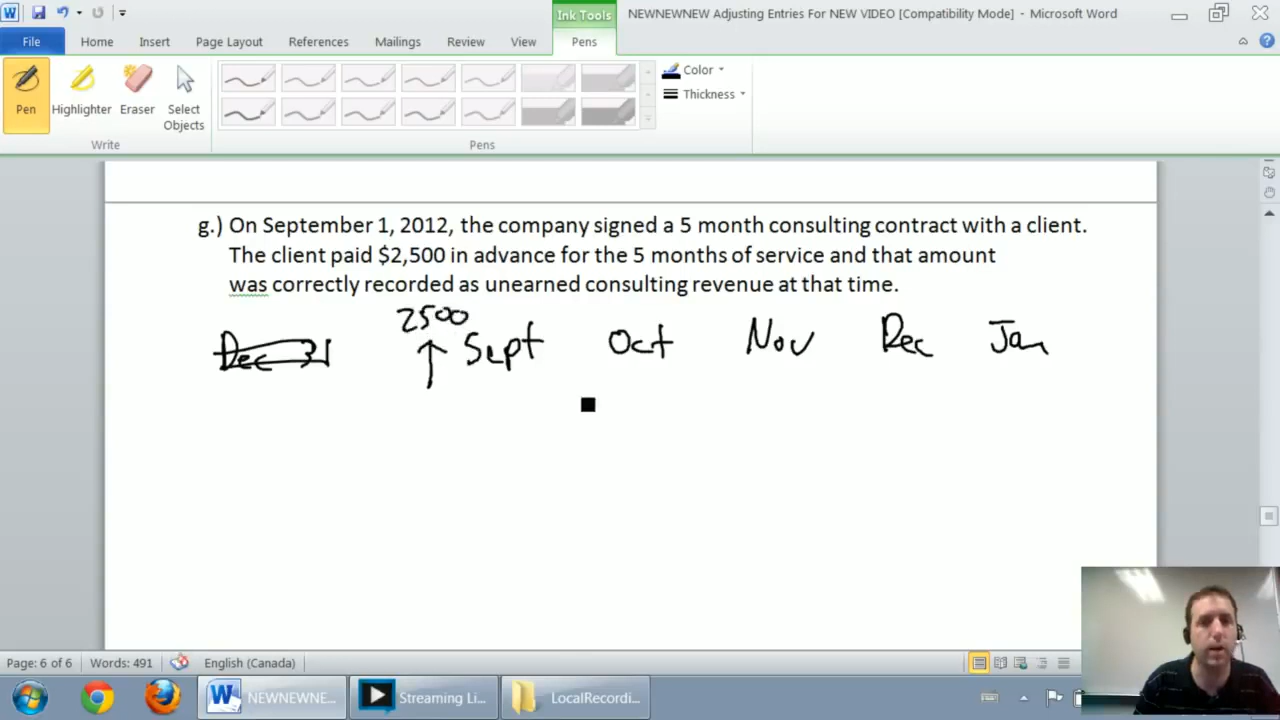 Ink Tools
NEWNEWNEW Adjusting Entries For NEW VIDEO [Compatibility Mode] - Microsoft Word
File Home Insert Page Layout References Mailings Review View Pens
Pen Highlighter Eraser Select Objects
Color
Thickness
Write Pens
g.) On September 1, 2012, the company signed a 5 month consulting contract with a client.
The client paid $2,500 in advance for the 5 months of service and that amount
was correctly recorded as unearned consulting revenue at that time.
2500
Dec 31 Sept Oct Nov Dec Jan
Page: 6 of 6 Words: 491 English (Canada)
NEWNEWNE... Streaming Li... LocalRecordi...